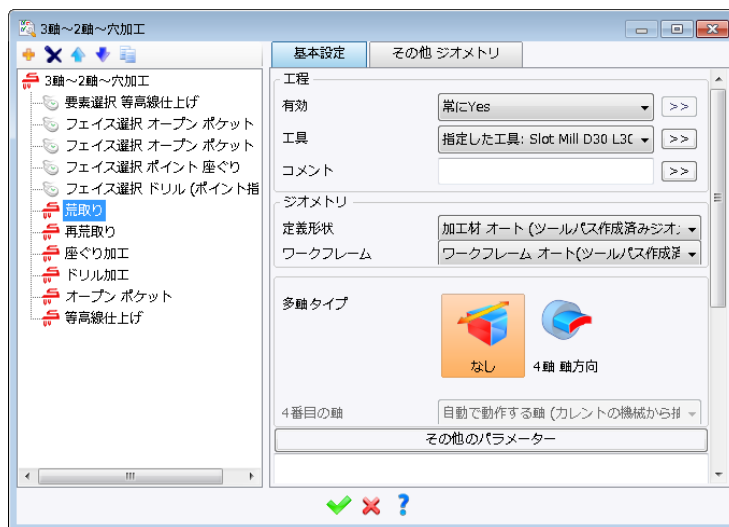 3軸～2軸～穴加工
基本設定
その他 ジオメトリ
3軸～2軸～穴加工
要素選択 等高線仕上げ
フェイス選択 オープン ポケット
フェイス選択 オープン ポケット
フェイス選択 ポイント 座ぐり
フェイス選択 ドリル (ポイント指
荒取り
再荒取り
座ぐり加工
ドリル加工
オープン ポケット
等高線仕上げ
工程
有効
常にYes
>>
工具
指定した工具: Slot Mill D30 L3(
>>
コメント
>>
ジオメトリ
定義形状
加工材 オート (ツールパス作成済みジオ:
ワークフレーム
ワークフレーム オート(ツールパス作成済
多軸タイプ
なし
4軸 軸方向
4番目の軸
自動で動作する軸 (カレントの機械から抽
その他のパラメーター